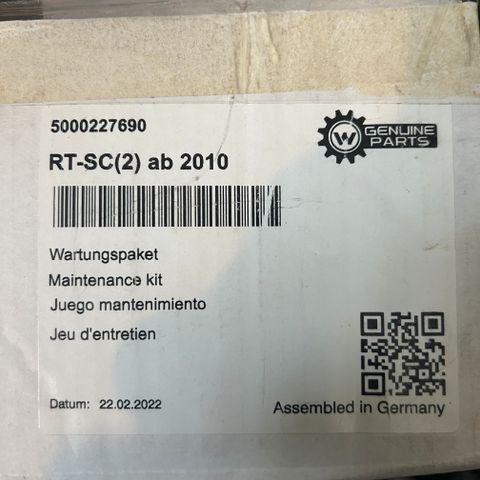 5000227690
W GENUINE
PARTS
RT-SC(2) ab 2010
Wartungspaket
Maintenance kit
Juego mantenimiento
Jeu d'entretien
Datum: 22.02.2022
Assembled in Germany